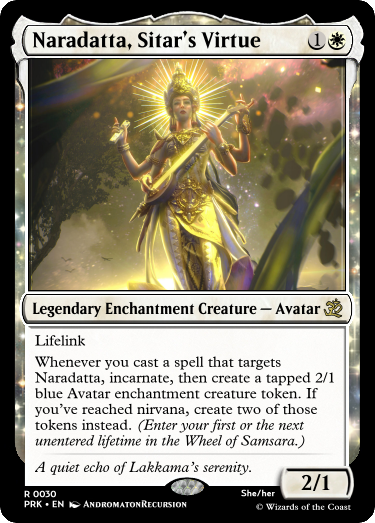 Naradatta, Sitar's Virtue 1
Legendary Enchantment Creature — Avatar
Lifelink
Whenever you cast a spell that targets
Naradatta, incarnate, then create a tapped 2/1
blue Avatar enchantment creature token. If
you've reached nirvana, create two of those
tokens instead. (Enter your first or the next
unentered lifetime in the Wheel of Samsara.)
A quiet echo of Lakkama's serenity.
2/1
R 0030 She/her
PRK • EN AndromatonRecursion © Wizards of the Coast